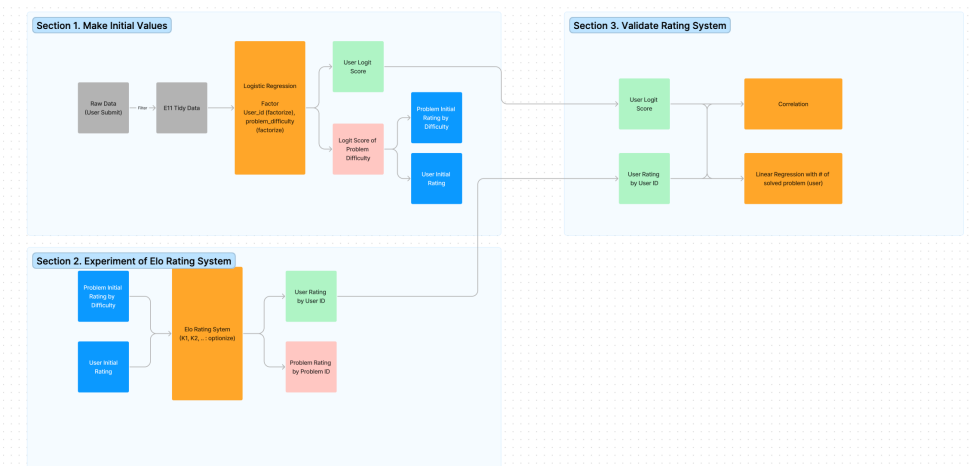 Section 1. Make Initial Values
Raw Data
(User Submit)
Filter
E11 Tidy Data
Logistic Regression
Factor
User_id (factorize),
problem_difficulty
(factorize)
User Logit
Score
Logit Score of
Problem
Difficulty
Problem Initial
Rating by
Difficulty
User Initial
Rating
Section 2. Experiment of Elo Rating System
Problem Initial
Rating by
Difficulty
User Initial
Rating
Elo Rating Sytem
(K1, K2, .. : optionize)
User Rating
by User ID
Problem Rating
by Problem ID
Section 3. Validate Rating System
User Logit
Score
User Rating
by User ID
Correlation
Linear Regression with # of
solved problem (user)